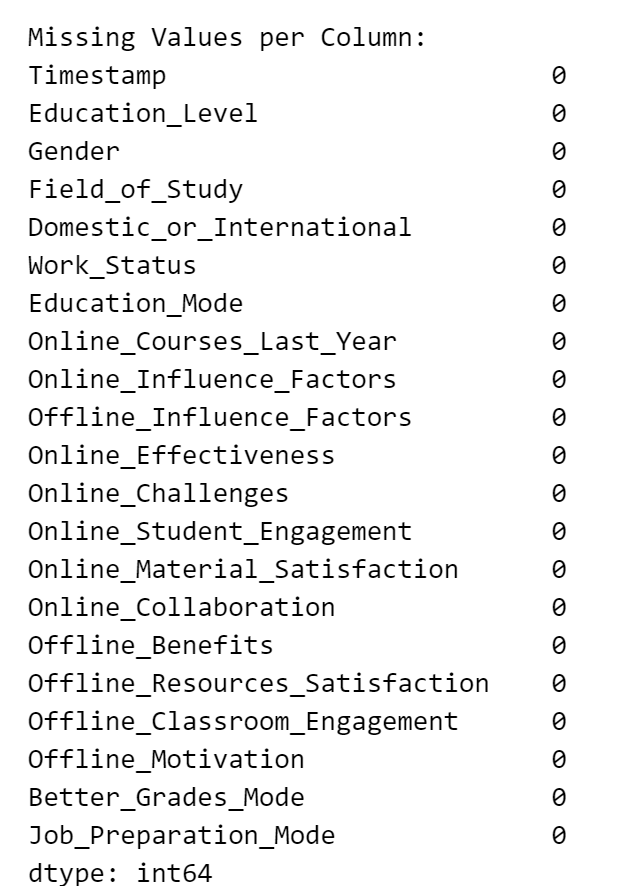 Missing Values per Column:
Timestamp 0
Education_Level 0
Gender 0
Field_of_Study 0
Domestic_or_International 0
Work_Status 0
Education_Mode 0
Online_Courses_Last_Year 0
Online_Influence_Factors 0
Offline_Influence_Factors 0
Online_Effectiveness 0
Online_Challenges 0
Online_Student_Engagement 0
Online_Material_Satisfaction 0
Online_Collaboration 0
Offline_Benefits 0
Offline_Resources_Satisfaction 0
Offline_Classroom_Engagement 0
Offline_Motivation 0
Better_Grades_Mode 0
Job_Preparation_Mode 0
dtype: int64